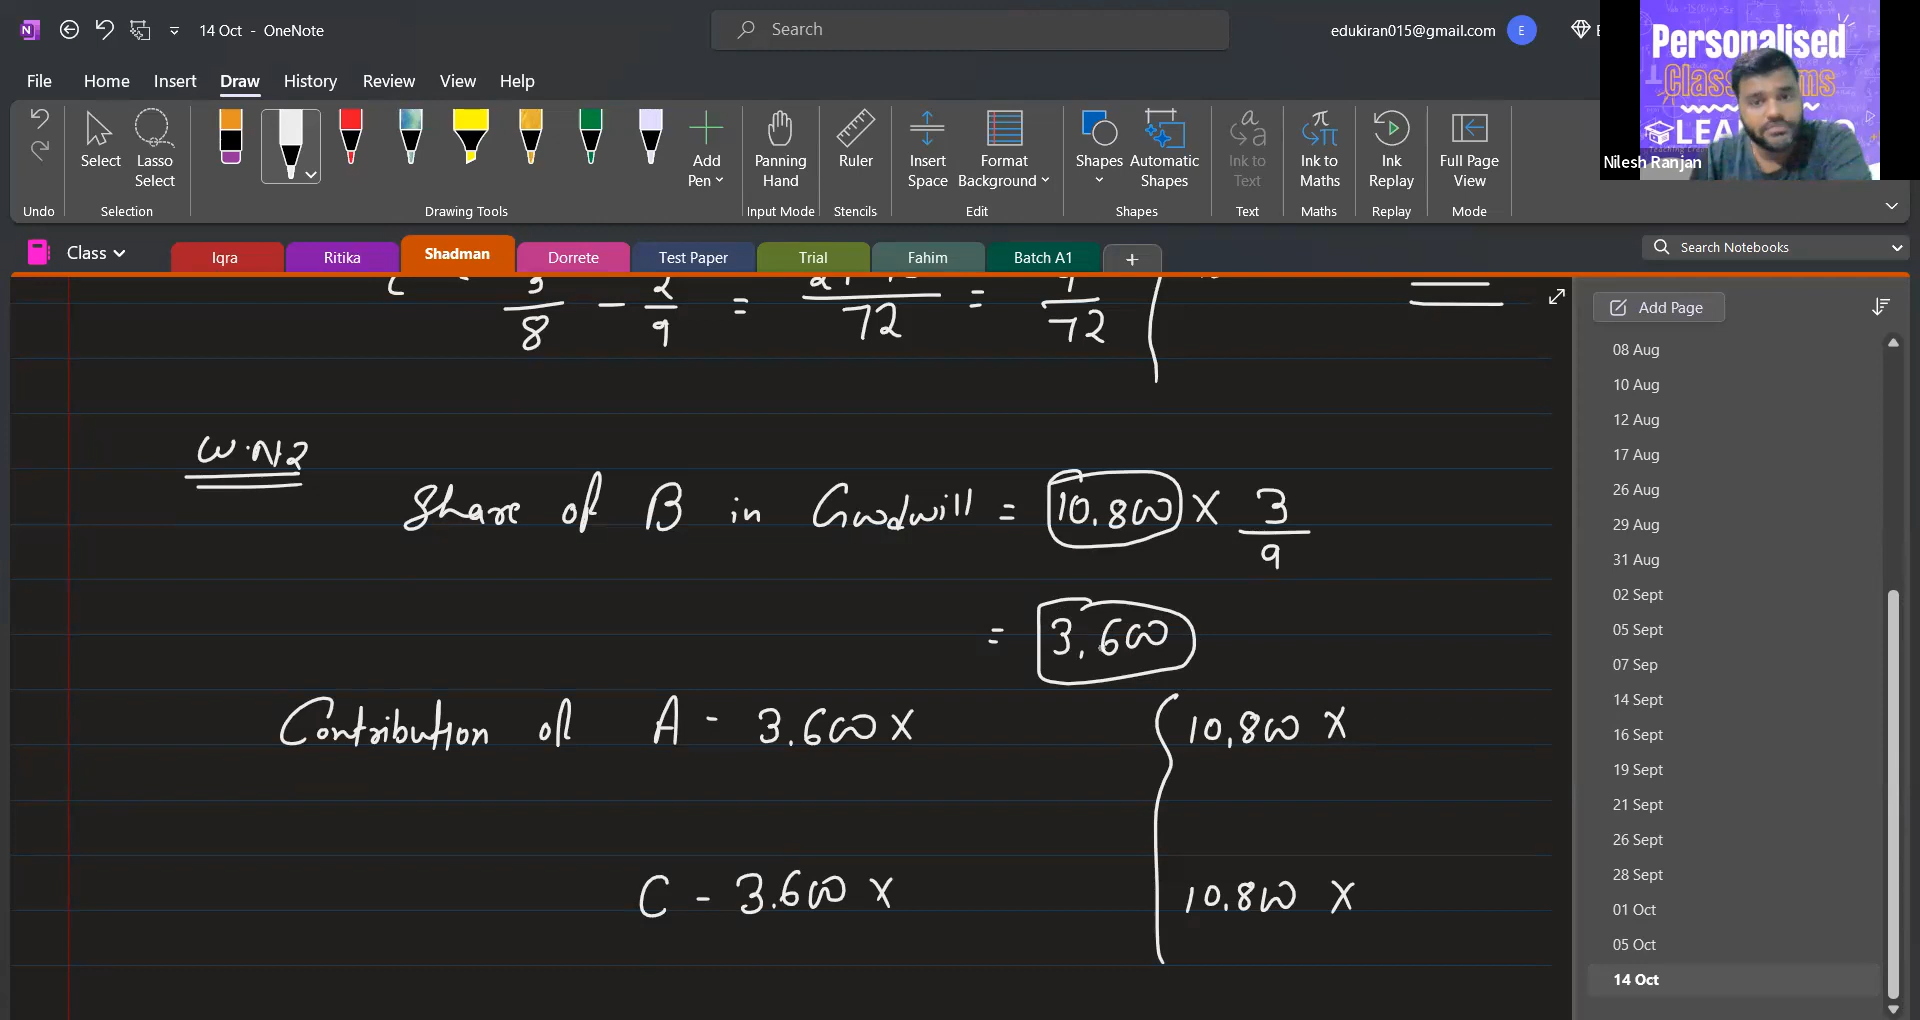 14 Oct - OneNote
Search
edukiran015@gmail.com
E
Personalised
Nilesh Ranjan
File Home Insert Draw History Review View Help
Select
Lasso Select
Add Pen
Panning Hand
Ruler
Insert Space
Format Background
Shapes
Automatic Shapes
Ink to Text
Ink to Maths
Ink Replay
Full Page View
Undo Selection Drawing Tools Input Mode Stencils Edit Shapes Text Maths Replay Mode
Class
Iqra Ritika Shadman Dorrete Test Paper Trial Fahim Batch A1 +
Search Notebooks
Add Page
08 Aug
10 Aug
12 Aug
17 Aug
26 Aug
29 Aug
31 Aug
02 Sept
05 Sept
07 Sep
14 Sept
16 Sept
19 Sept
21 Sept
26 Sept
28 Sept
01 Oct
05 Oct
14 Oct
3/8 - 2/9 = /72 = /72
W.N2
Share of B in Goodwill = 10,800 X 3/9
= 3,600
Contribution of A - 3,600 X 10,800 X
C - 3,600 X 10,800 X